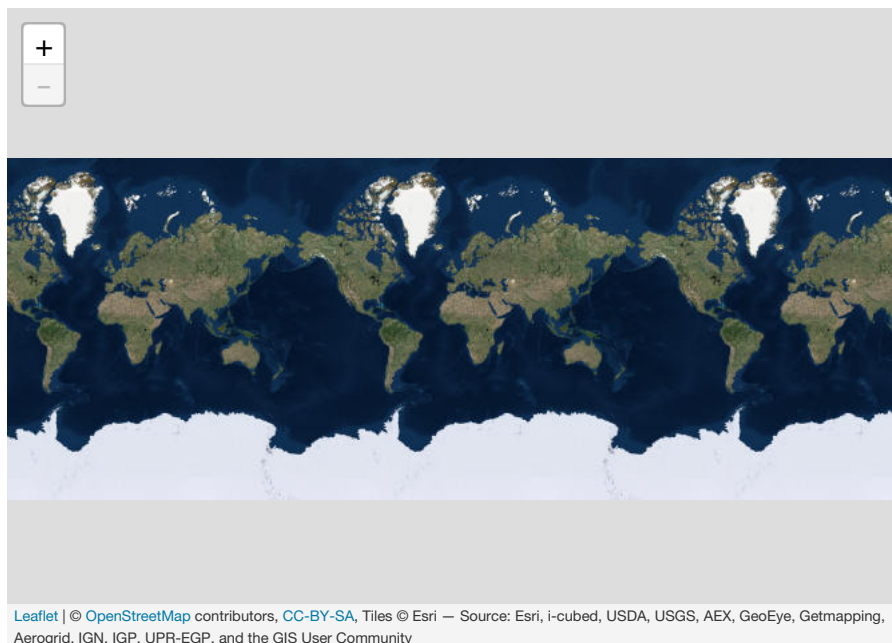 +
−
Leaflet | © OpenStreetMap contributors, CC-BY-SA, Tiles © Esri — Source: Esri, i-cubed, USDA, USGS, AEX, GeoEye, Getmapping,
Aerogrid, IGN, IGP, UPR-EGP, and the GIS User Community